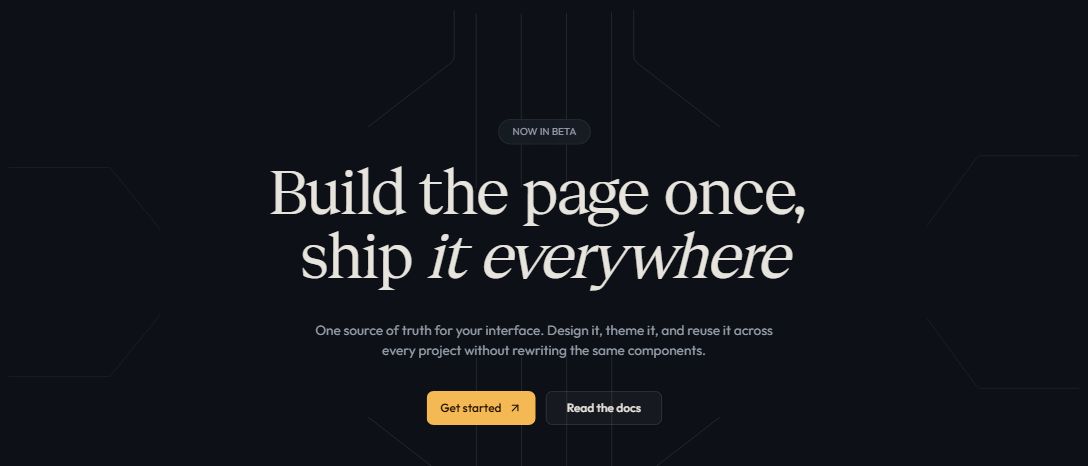 NOW IN BETA
Build the page once,
ship it everywhere
One source of truth for your interface. Design it, theme it, and reuse it across
every project without rewriting the same components.
Get started
Read the docs